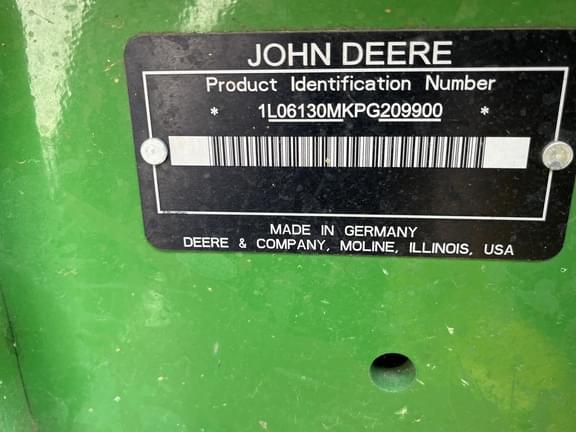 JOHN DEERE
Product Identification Number
* 1L06130MKPG209900 *
MADE IN GERMANY
DEERE & COMPANY, MOLINE, ILLINOIS, USA